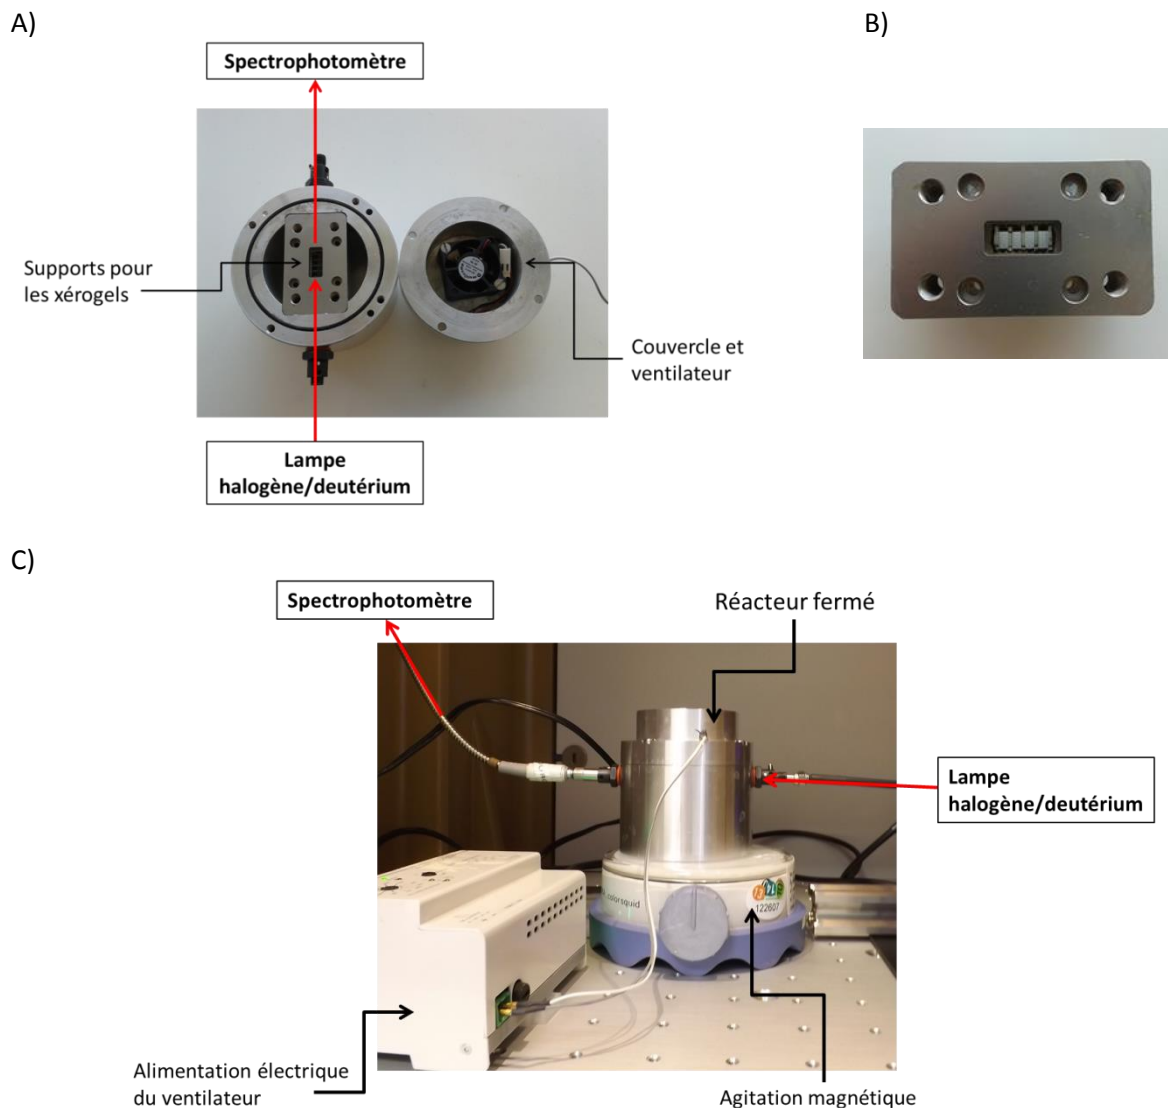 A)
B)
Spectrophotomètre
Supports pour
les xérogels
Couvercle et
ventilateur
Lampe
halogène/deutérium
C)
Spectrophotomètre
Réacteur fermé
Lampe
halogène/deutérium
colorsquid
122607
Alimentation électrique
du ventilateur
Agitation magnétique